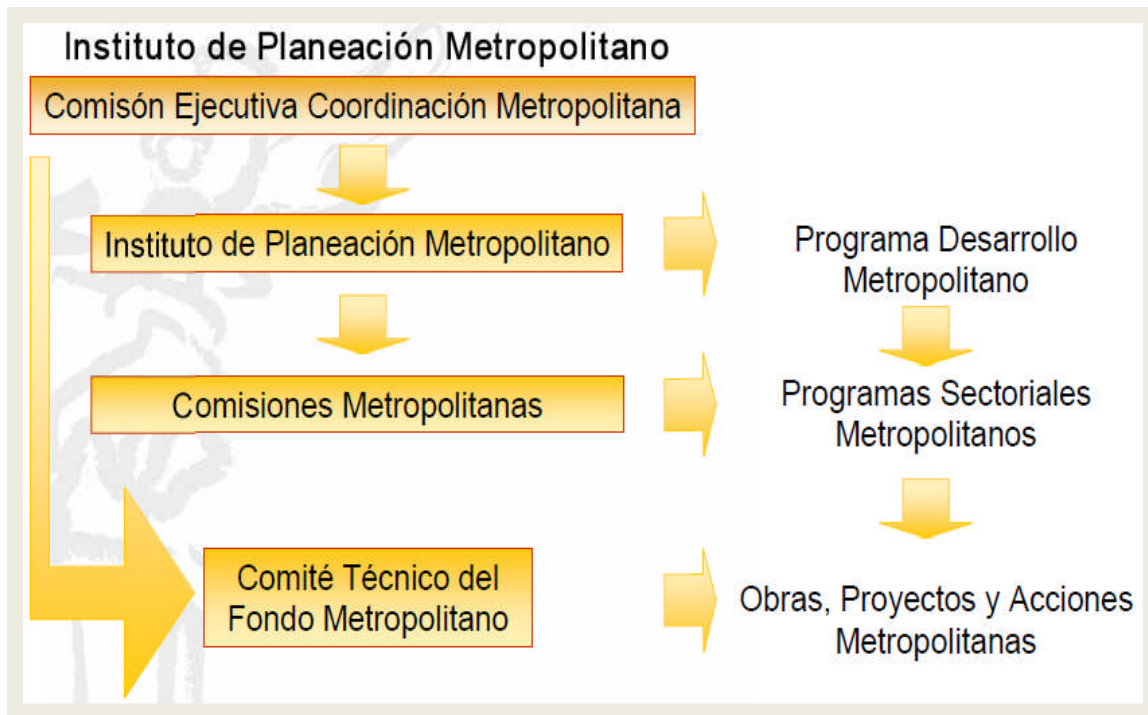 Instituto de Planeación Metropolitano
Comisón Ejecutiva Coordinación Metropolitana
Instituto de Planeación Metropolitano
Programa Desarrollo
Metropolitano
Comisiones Metropolitanas
Programas Sectoriales
Metropolitanos
Comité Técnico del
Fondo Metropolitano
Obras, Proyectos y Acciones
Metropolitanas